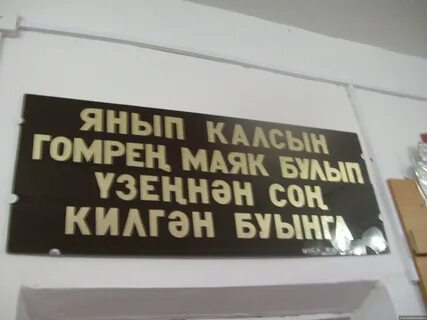 ЯНЫП КАЛСЫН
ГОМРЕҢ МАЯК БУЛЫП
ҮЗЕҢНӘН СОҢ
КИЛГӘН БУЫНГА